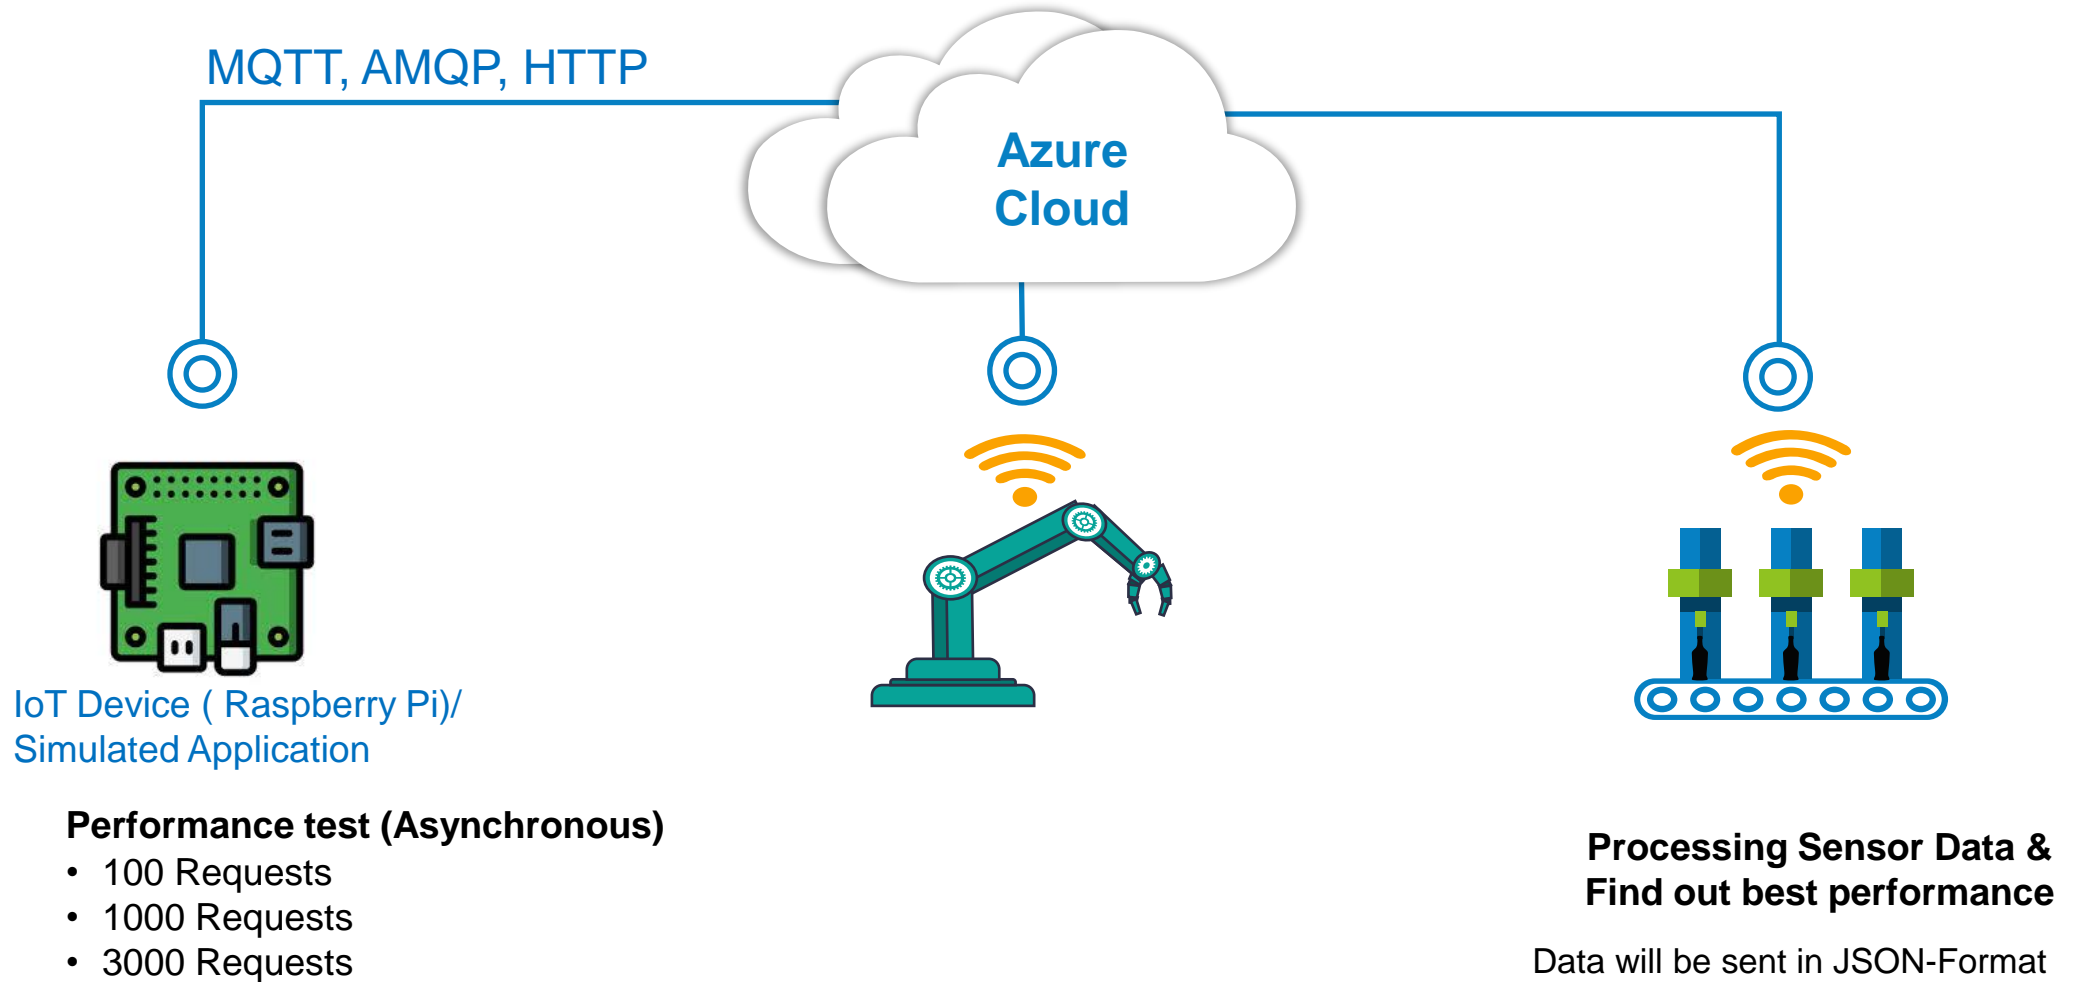 MQTT, AMQP, HTTP
Azure
Cloud
IoT Device ( Raspberry Pi)/
Simulated Application
Performance test (Asynchronous)
• 100 Requests
• 1000 Requests
• 3000 Requests
Processing Sensor Data &
Find out best performance
Data will be sent in JSON-Format